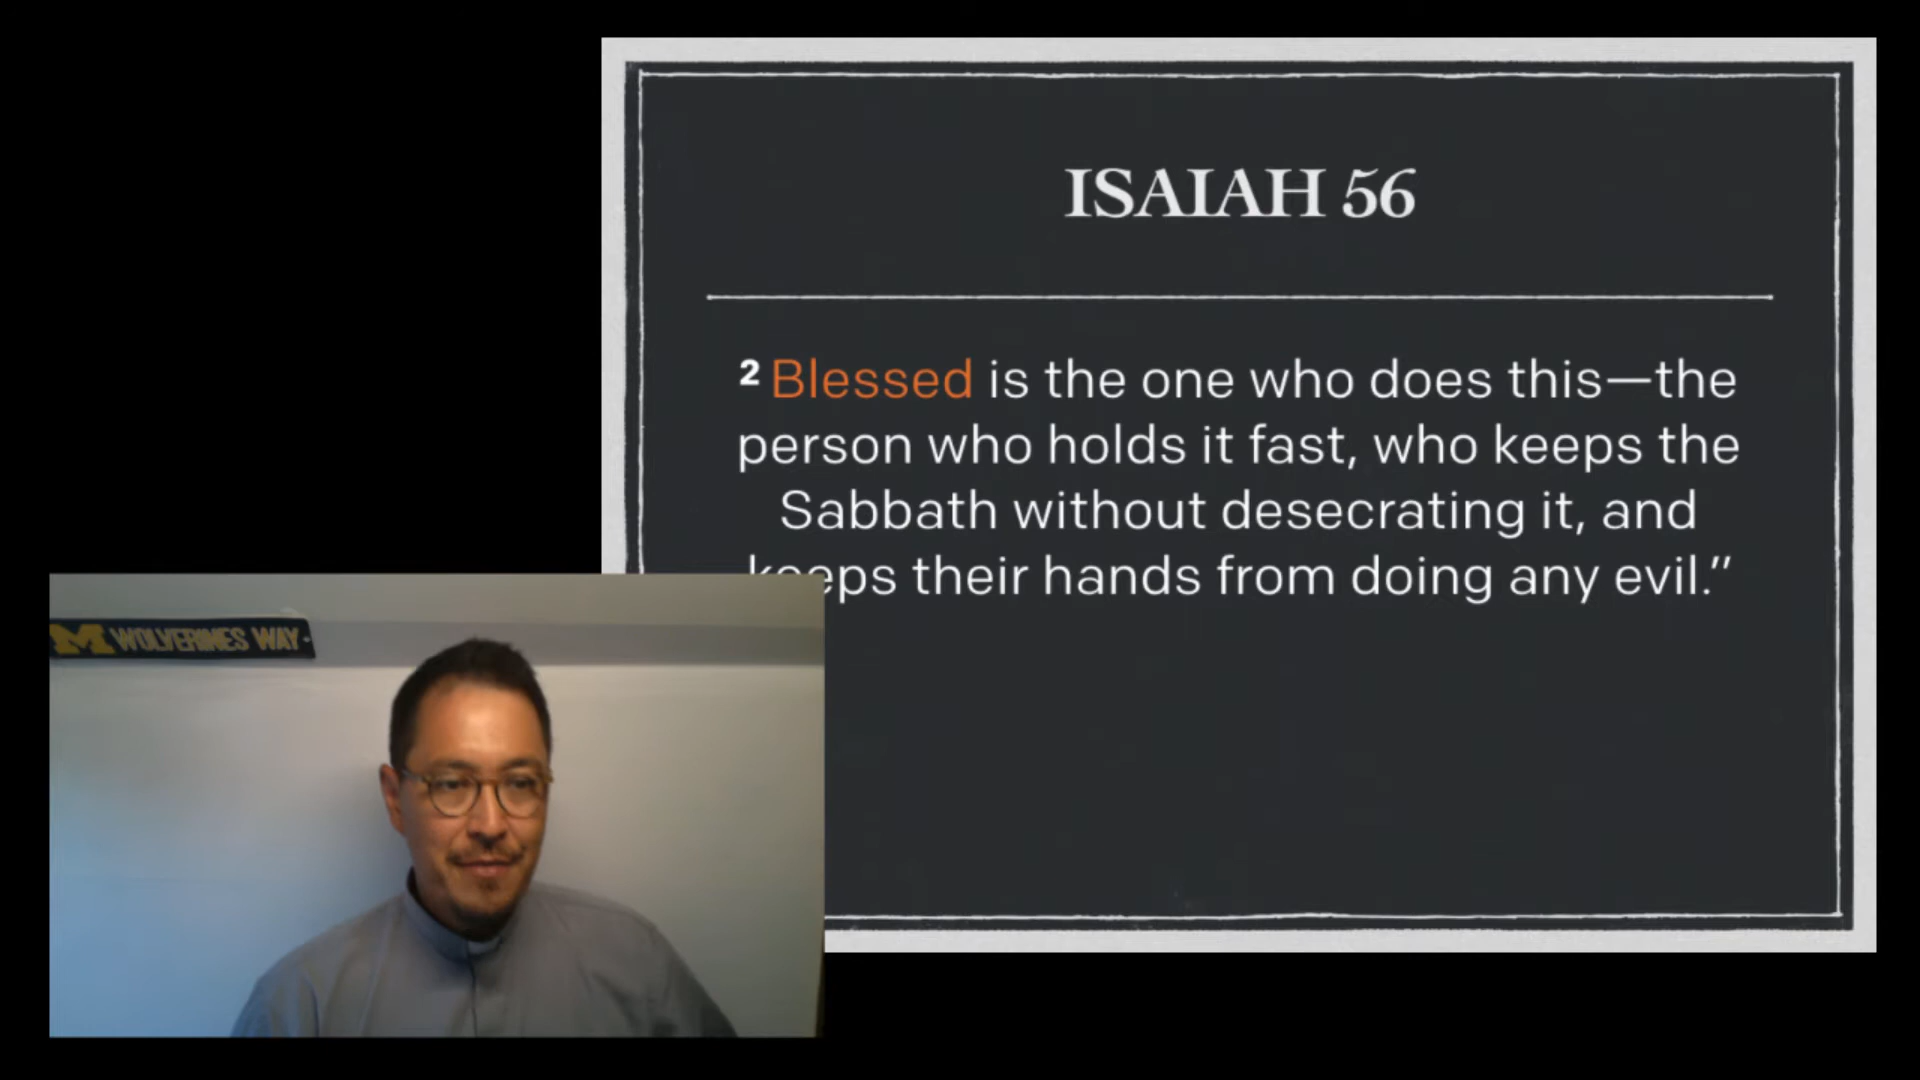 ISAIAH 56
2 Blessed is the one who does this—the
person who holds it fast, who keeps the
Sabbath without desecrating it, and
keeps their hands from doing any evil.”
M WOLVERINES WAY